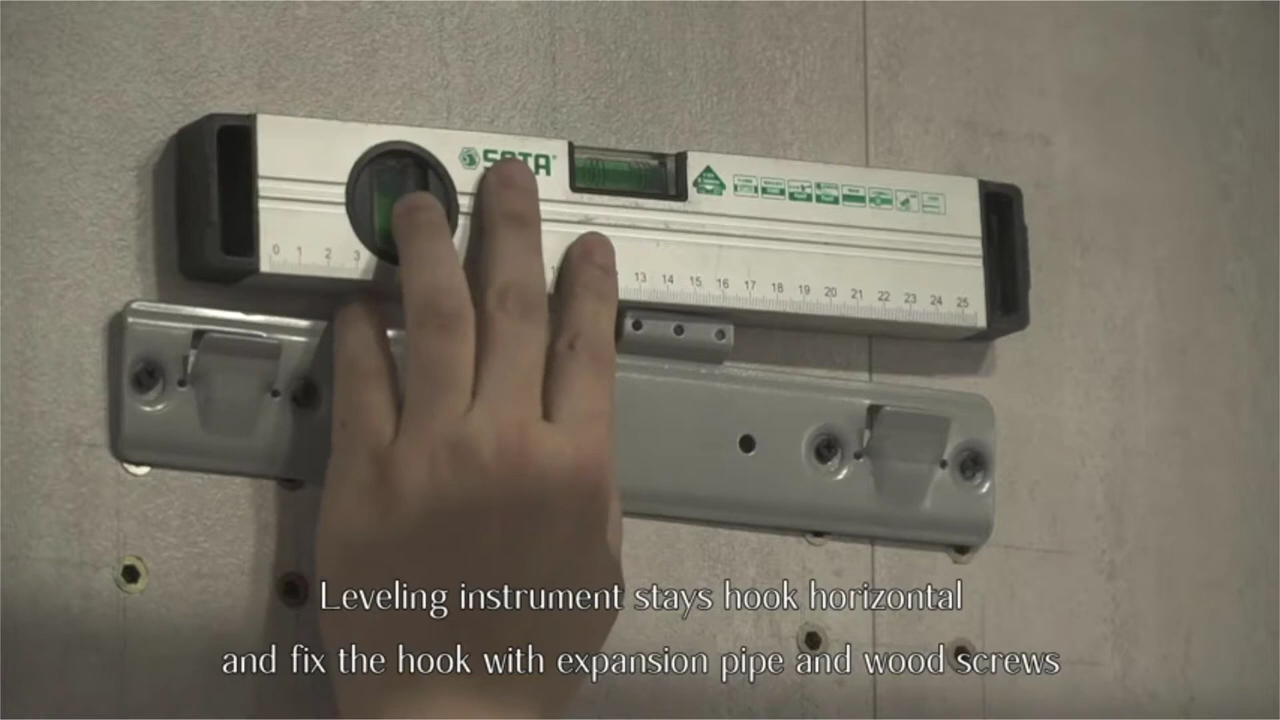 SATA
0 1 2 3 13 14 15 16 17 18 19 20 21 22 23 24 25
Leveling instrument stays hook horizontal
and fix the hook with expansion pipe and wood screws